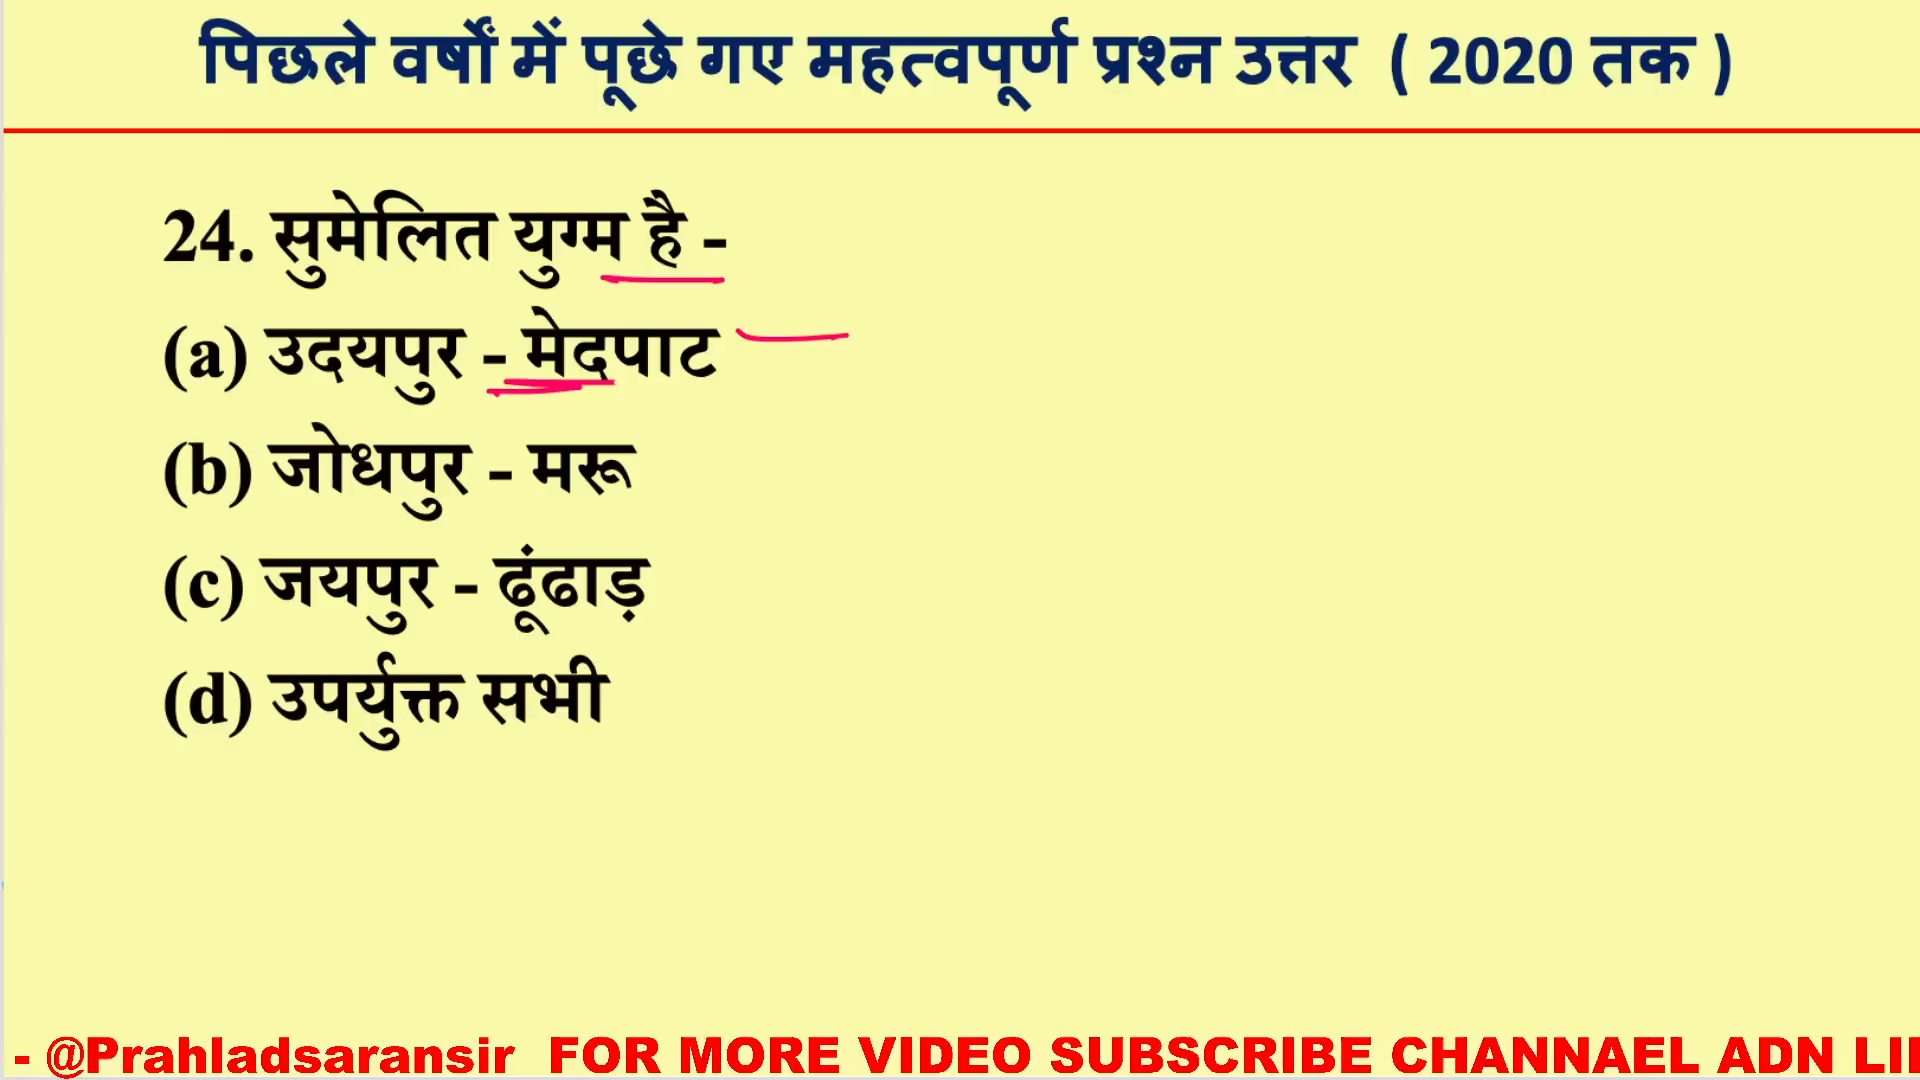 पिछले वर्षों में पूछे गए महत्वपूर्ण प्रश्न उत्तर ( 2020 तक )
24. सुमेलित युग्म है -
(a) उदयपुर - मेदपाट
(b) जोधपुर - मरू
(c) जयपुर - ढूंढाड़
(d) उपर्युक्त सभी
- @Prahladsaransir FOR MORE VIDEO SUBSCRIBE CHANNAEL ADN LI